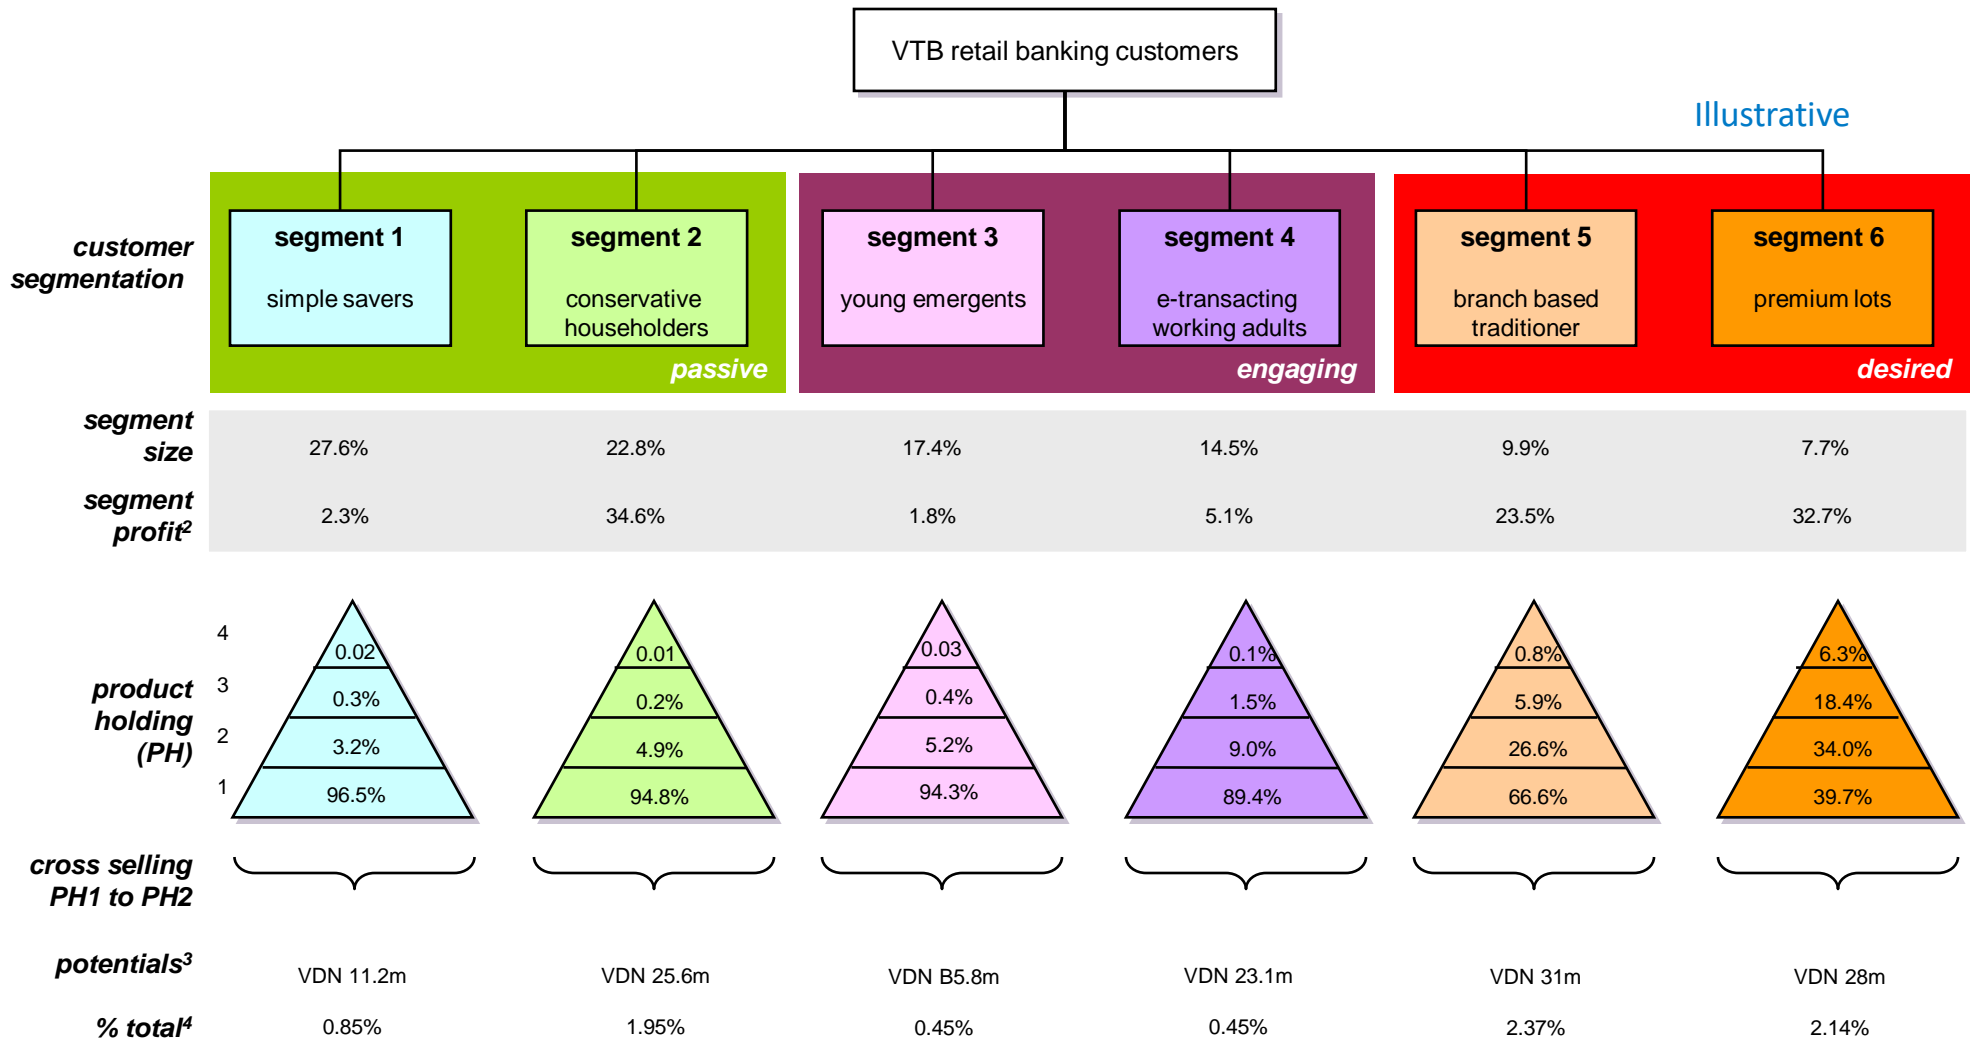 VTB retail banking customers
Illustrative
customer
segmentation
segment 1
simple savers
segment 2
conservative
householders
passive
segment 3
young emergents
segment 4
e-transacting
working adults
engaging
segment 5
branch based
traditioner
segment 6
premium lots
desired
segment
size
27.6% 22.8% 17.4% 14.5% 9.9% 7.7%
segment
profit2
2.3% 34.6% 1.8% 5.1% 23.5% 32.7%
product
holding
(PH)
4 0.02 0.01 0.03 0.1% 0.8% 6.3%
3 0.3% 0.2% 0.4% 1.5% 5.9% 18.4%
2 3.2% 4.9% 5.2% 9.0% 26.6% 34.0%
1 96.5% 94.8% 94.3% 89.4% 66.6% 39.7%
cross selling
PH1 to PH2
potentials3
VDN 11.2m VDN 25.6m VDN B5.8m VDN 23.1m VDN 31m VDN 28m
% total4
0.85% 1.95% 0.45% 0.45% 2.37% 2.14%